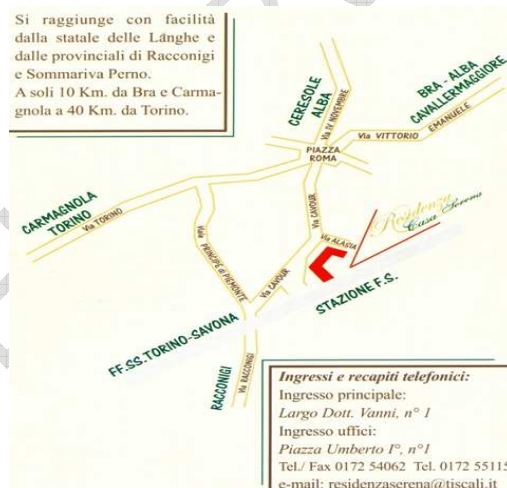 Si raggiunge con facilità
dalla statale delle Langhe e
dalle provinciali di Racconigi
e Sommariva Perno.
A soli 10 Km. da Bra e Carma-
gnola a 40 Km. da Torino.
CERESOLE
ALBA
Via IV NOVEMBRE
BRA - ALBA
CAVALLERMAGGIORE
Via VITTORIO
EMANUELE
PIAZZA
ROMA
CARMAGNOLA
TORINO
Via TORINO
Viale
PRINCIPE di PIEMONTE
Via CAVOUR
Via CAVOUR
Via ALASIA
Residenza
Casa Serena
STAZIONE F.S.
FF.SS.TORINO-SAVONA
RACCONIGI
Via RACCONIGI
Ingressi e recapiti telefonici:
Ingresso principale:
Largo Dott. Vanni, n° 1
Ingresso uffici:
Piazza Umberto I°, n°1
Tel./ Fax 0172 54062 Tel. 0172 55115
e-mail: residenzaserena@tiscali.it